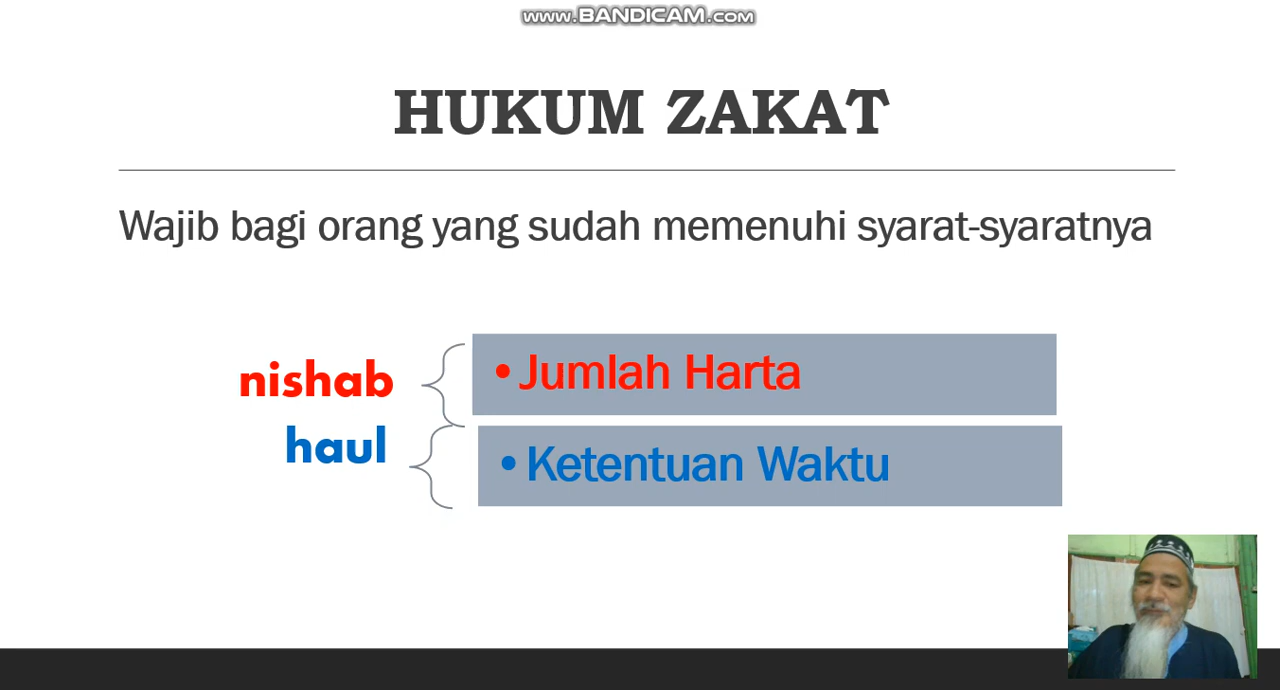 www.BANDICAM.com
HUKUM ZAKAT
Wajib bagi orang yang sudah memenuhi syarat-syaratnya
nishab
•Jumlah Harta
haul
•Ketentuan Waktu